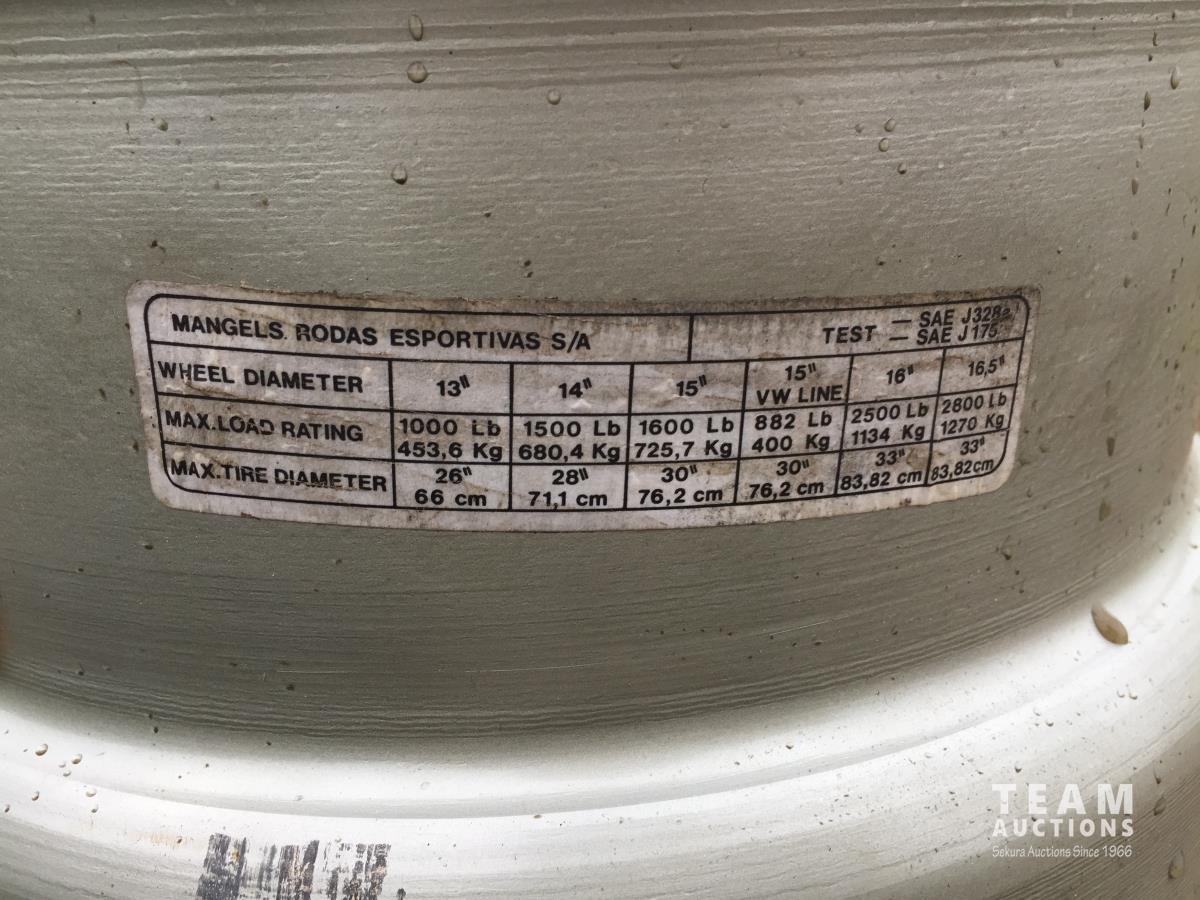 MANGELS RODAS ESPORTIVAS S/A
TEST — SAE J328a
— SAE J175
WHEEL DIAMETER 13" 14" 15" 15" VW LINE 16" 16,5"
MAX.LOAD RATING 1000 Lb 1500 Lb 1600 Lb 882 Lb 2500 Lb 2800 Lb
453,6 Kg 680,4 Kg 725,7 Kg 400 Kg 1134 Kg 1270 Kg
MAX.TIRE DIAMETER 26" 28" 30" 30" 33" 33"
66 cm 71,1 cm 76,2 cm 76,2 cm 83,82 cm 83,82cm
TEAM
AUCTIONS
Sekura Auctions Since 1966